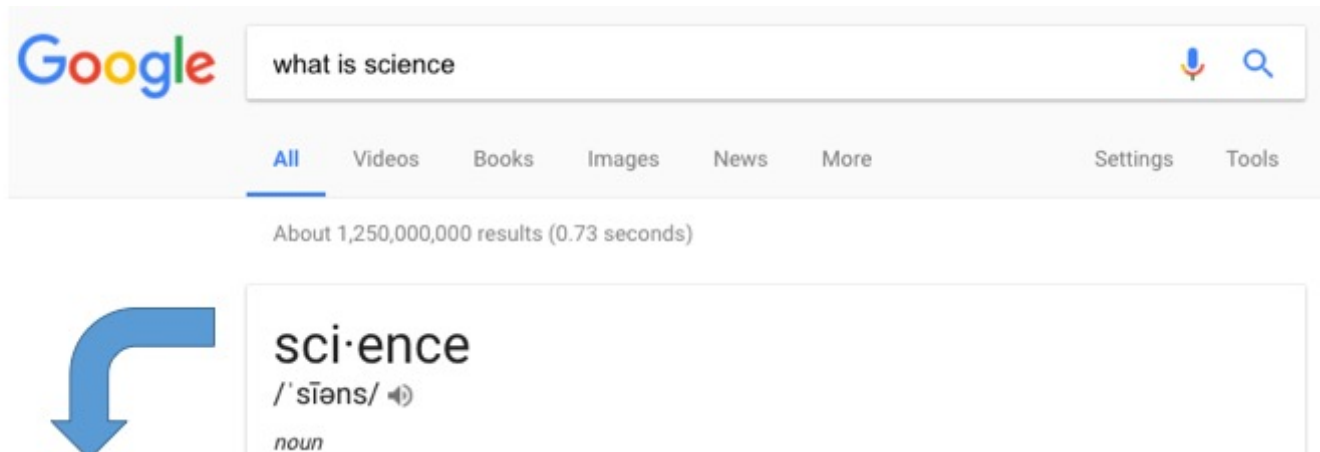 Google what is science
All Videos Books Images News More Settings Tools
About 1,250,000,000 results (0.73 seconds)
sci·ence
/ˈsīəns/
noun